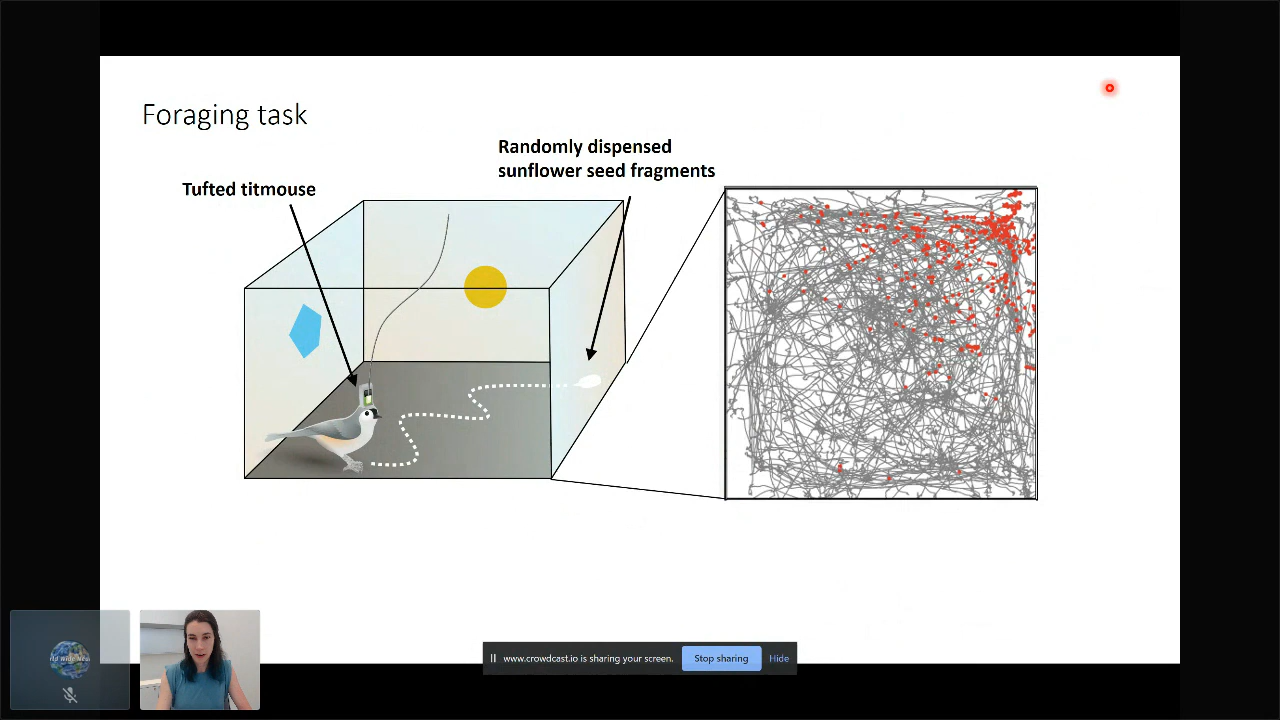 Foraging task
Randomly dispensed
sunflower seed fragments
Tufted titmouse
www.crowdcast.io is sharing your screen.
Stop sharing
Hide